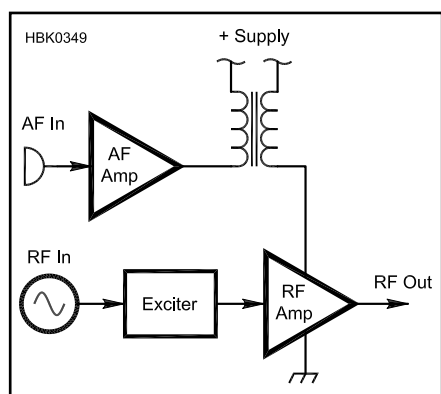 HBK0349
+ Supply
AF In
AF
Amp
RF In
Exciter
RF
Amp
RF Out